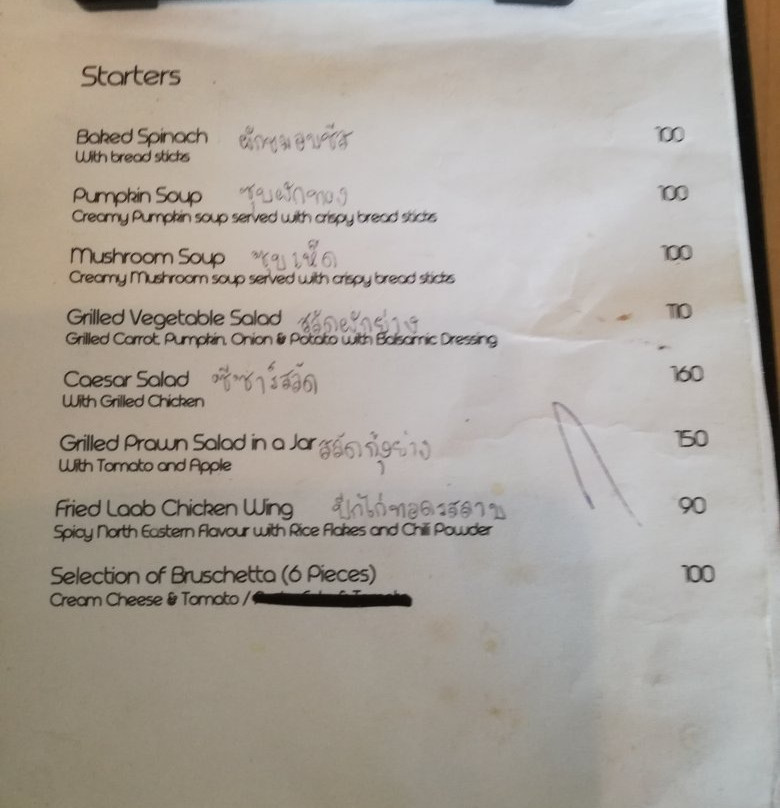 Starters
Baked Spinach ผักขมอบชีส 100
With bread sticks
Pumpkin Soup ซุปฟักทอง 100
Creamy Pumpkin soup served with crispy bread sticks
Mushroom Soup ซุปเห็ด 100
Creamy Mushroom soup served with crispy bread sticks
Grilled Vegetable Salad สลัดผักย่าง 110
Grilled Carrot, Pumpkin, Onion & Potato with Balsamic Dressing
Caesar Salad ซีซาร์สลัด 160
With Grilled Chicken
Grilled Prawn Salad in a Jar สลัดกุ้งย่าง 150
With Tomato and Apple
Fried Laab Chicken Wing ปีกไก่ทอดรสลาบ 90
Spicy North Eastern Flavour with Rice Flakes and Chili Powder
Selection of Bruschetta (6 Pieces) 100
Cream Cheese & Tomato /